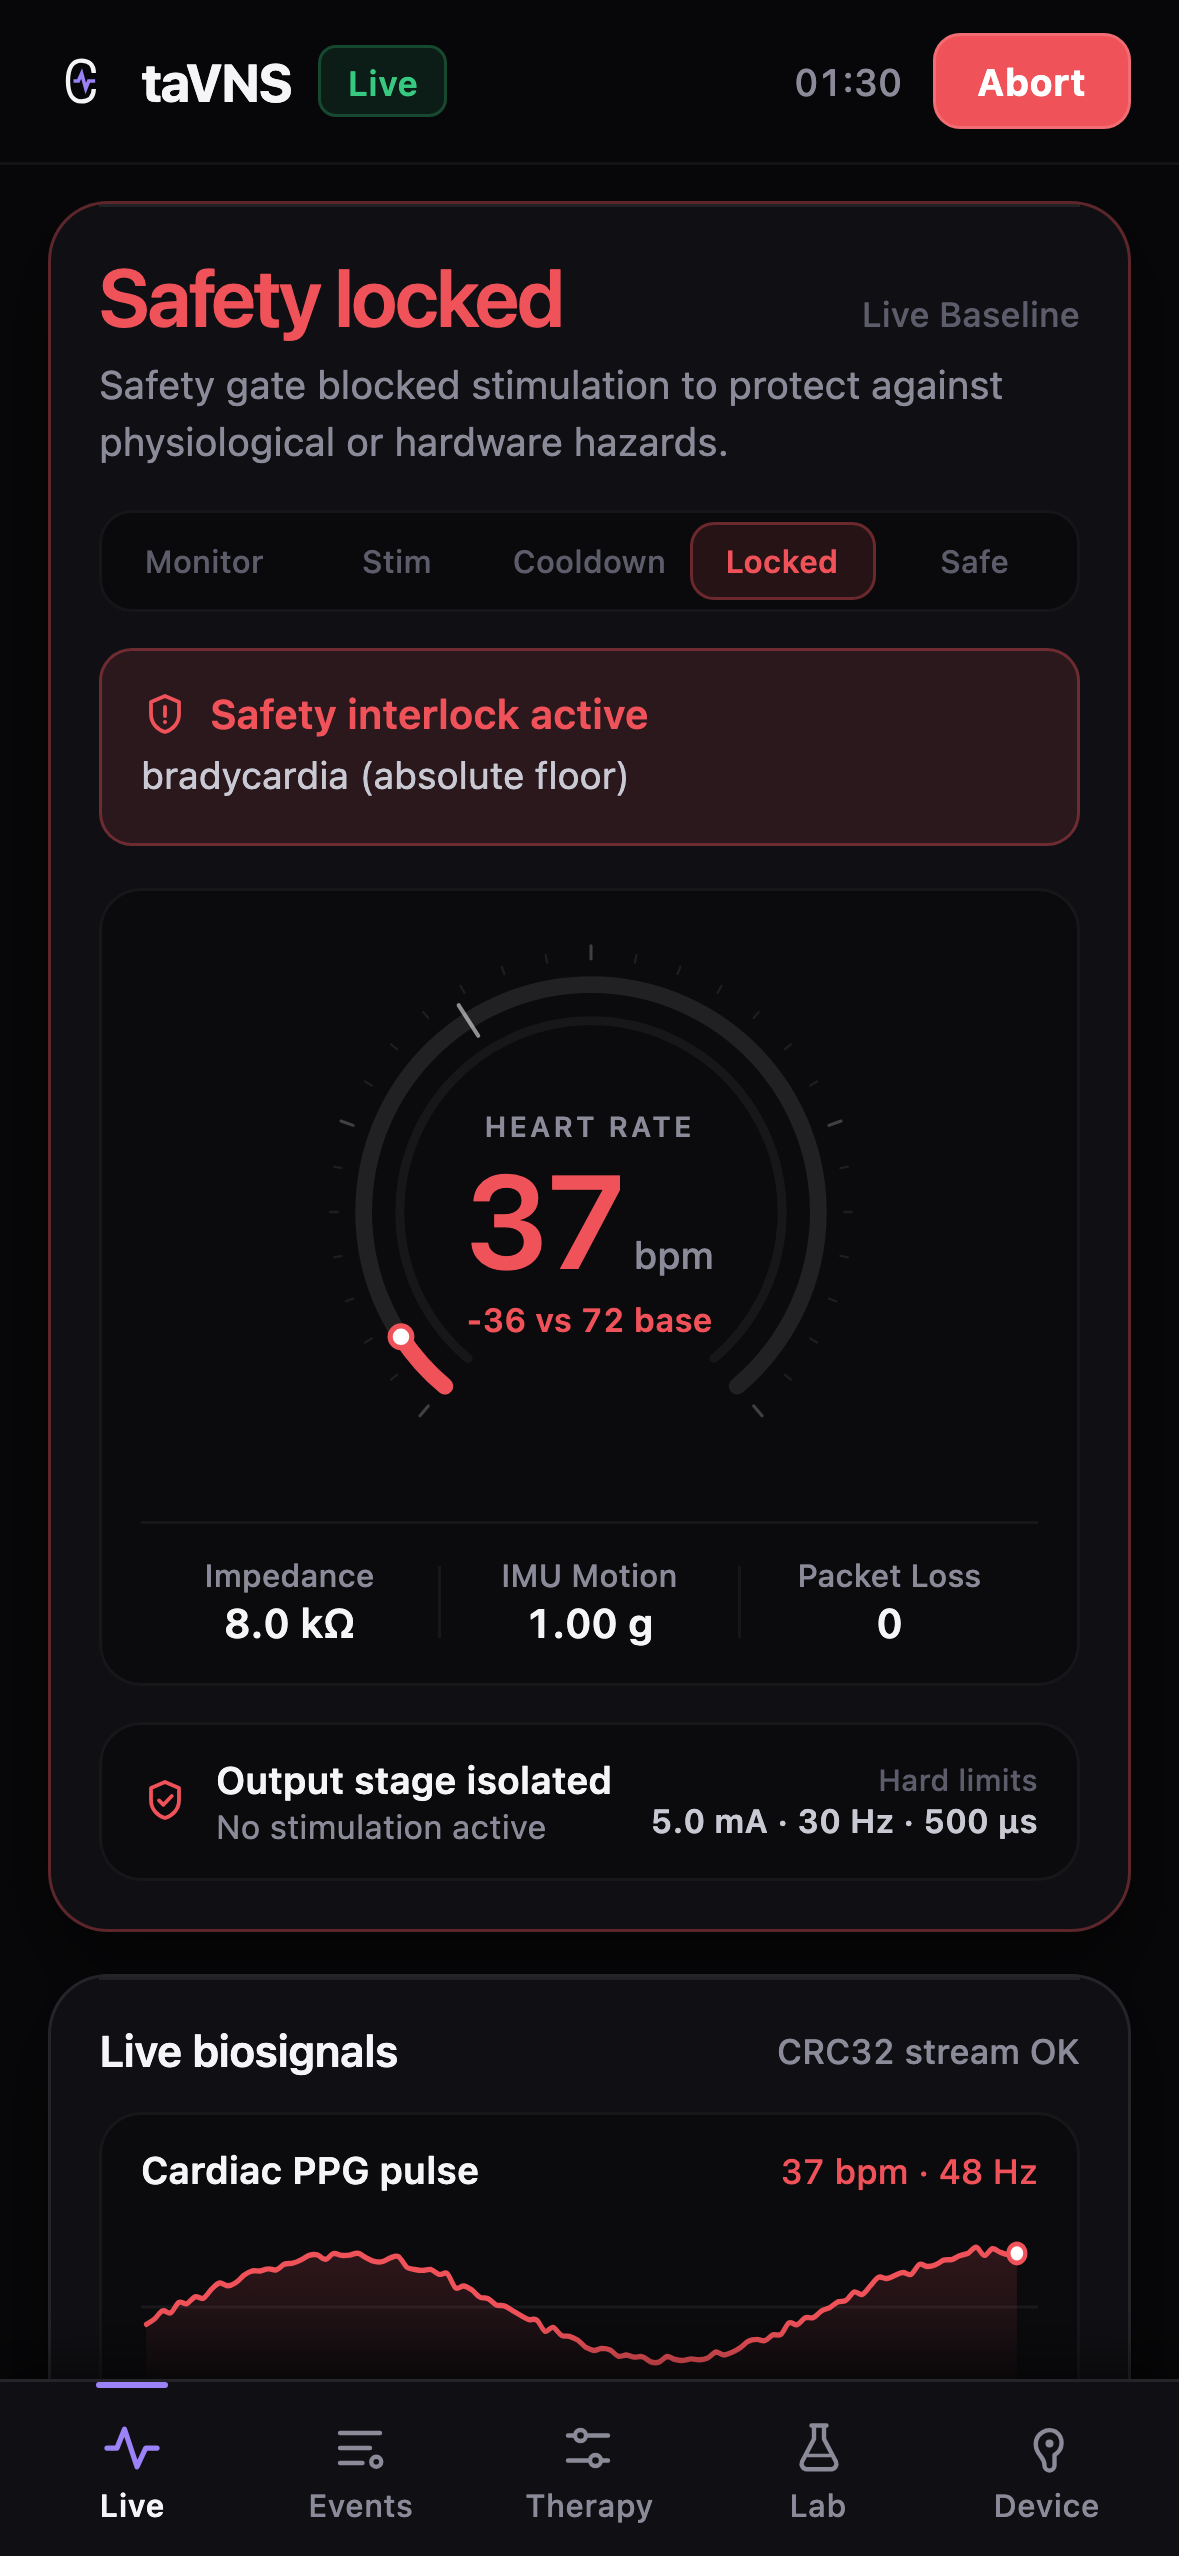 taVNS
Live
01:30
Abort
Safety locked
Live Baseline
Safety gate blocked stimulation to protect against
physiological or hardware hazards.
Monitor
Stim
Cooldown
Locked
Safe
Safety interlock active
bradycardia (absolute floor)
HEART RATE
37 bpm
-36 vs 72 base
Impedance
8.0 kΩ
IMU Motion
1.00 g
Packet Loss
0
Output stage isolated
No stimulation active
Hard limits
5.0 mA · 30 Hz · 500 µs
Live biosignals
CRC32 stream OK
Cardiac PPG pulse
37 bpm · 48 Hz
Live
Events
Therapy
Lab
Device